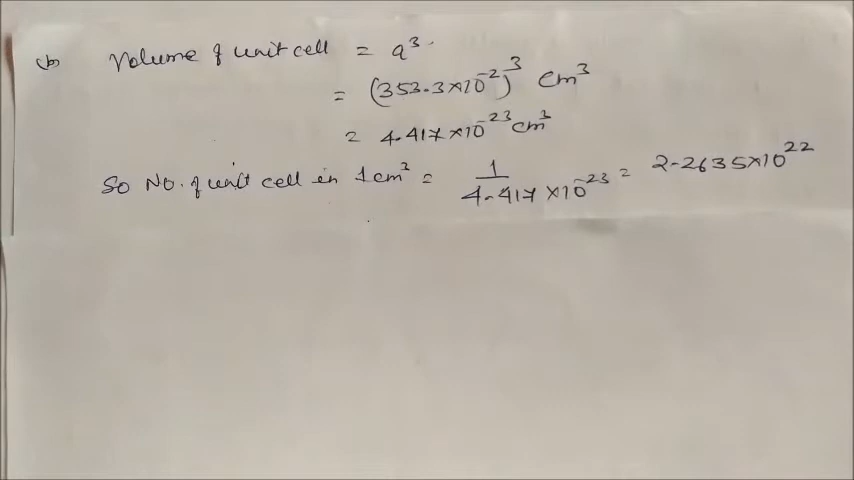 (b) Volume of unit cell = a³
= (353.3×10⁻²)³ cm³
= 4.417×10⁻²³ cm³
So No. of unit cell in 1cm³ = 1/4.417×10⁻²³ = 2.2635×10²²